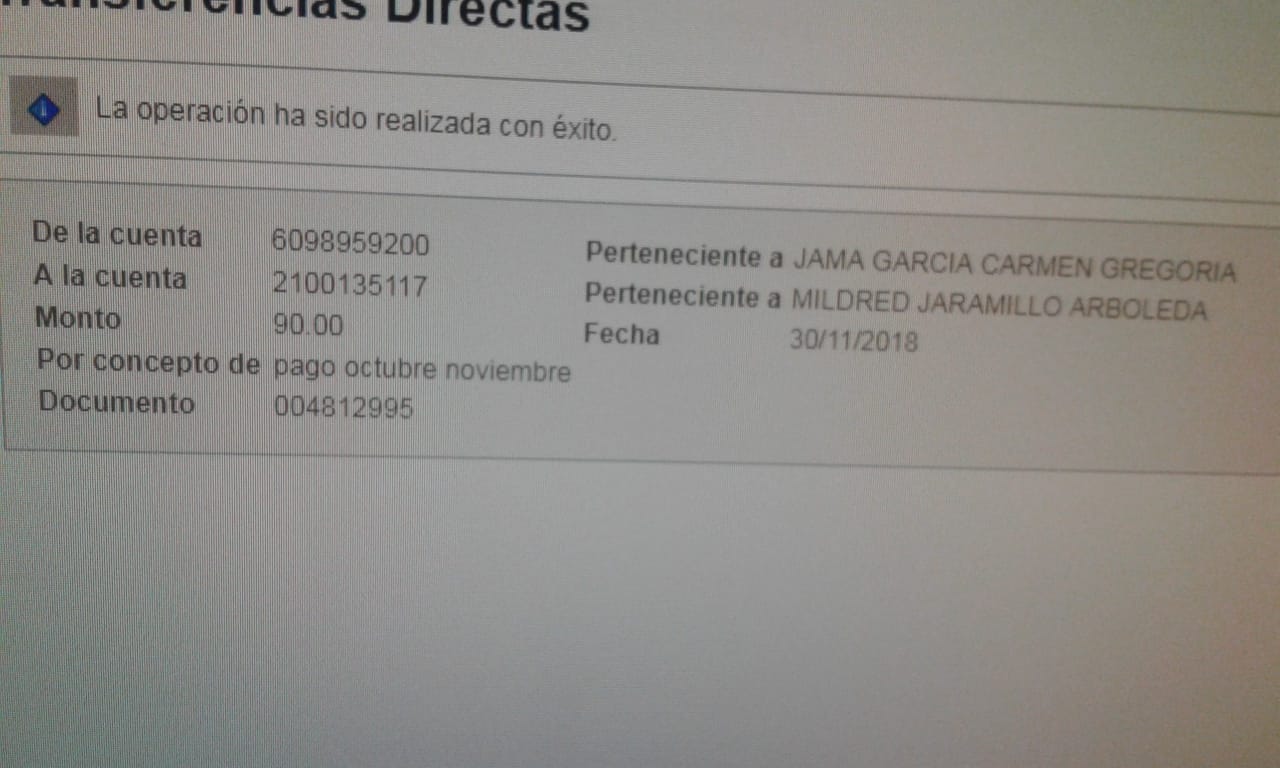 Transferencias Directas
La operación ha sido realizada con éxito.
De la cuenta 6098959200 Perteneciente a JAMA GARCIA CARMEN GREGORIA
A la cuenta 2100135117 Perteneciente a MILDRED JARAMILLO ARBOLEDA
Monto 90.00 Fecha 30/11/2018
Por concepto de pago octubre noviembre
Documento 004812995